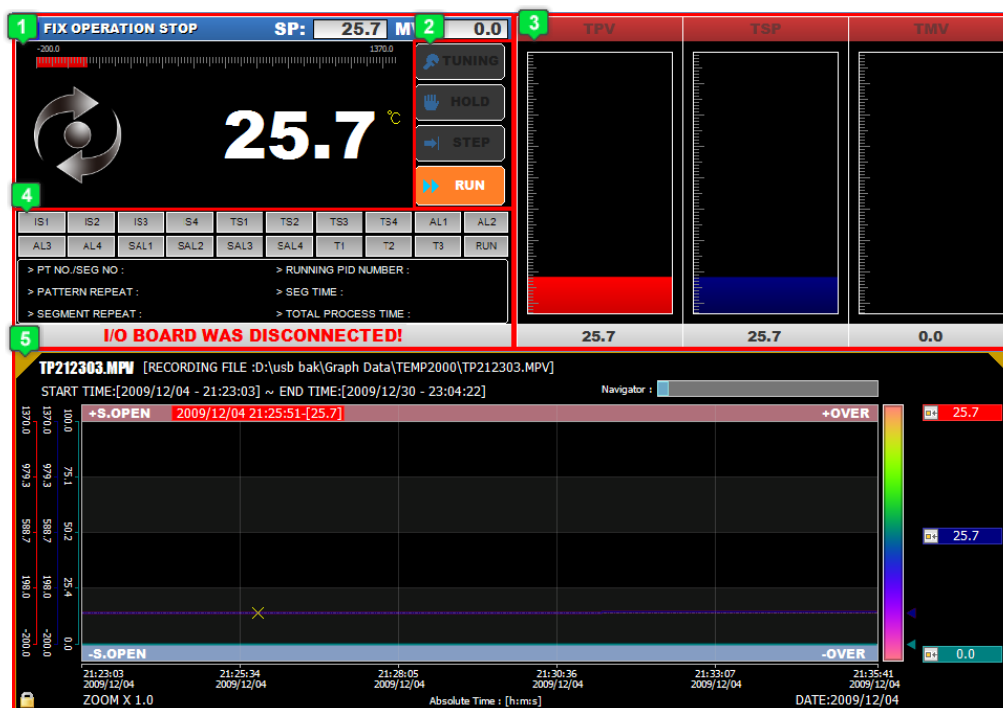 1 FIX OPERATION STOP SP: 25.7 MV 0.0
2
3 TPV TSP TMV
-200.0 1370.0
25.7 ℃
TUNING
HOLD
STEP
RUN
4
IS1 IS2 IS3 S4 TS1 TS2 TS3 TS4 AL1 AL2
AL3 AL4 SAL1 SAL2 SAL3 SAL4 T1 T2 T3 RUN
> PT NO./SEG NO : > RUNNING PID NUMBER :
> PATTERN REPEAT : > SEG TIME :
> SEGMENT REPEAT : > TOTAL PROCESS TIME :
I/O BOARD WAS DISCONNECTED!
25.7 25.7 0.0
5
TP212303.MPV [RECORDING FILE :D:\usb bak\Graph Data\TEMP2000\TP212303.MPV]
START TIME:[2009/12/04 - 21:23:03] ~ END TIME:[2009/12/30 - 23:04:22] Navigator :
+S.OPEN 2009/12/04 21:25:51-[25.7] +OVER
1370.0 1370.0 100.0
979.3 979.3 75.1
588.7 588.7 50.2
198.0 198.0 25.4
-200.0 -200.0 0.0
25.7
25.7
0.0
-S.OPEN -OVER
21:23:03 21:25:34 21:28:05 21:30:36 21:33:07 21:35:41
2009/12/04 2009/12/04 2009/12/04 2009/12/04 2009/12/04 2009/12/04
ZOOM X 1.0 Absolute Time : [h:m:s] DATE:2009/12/04